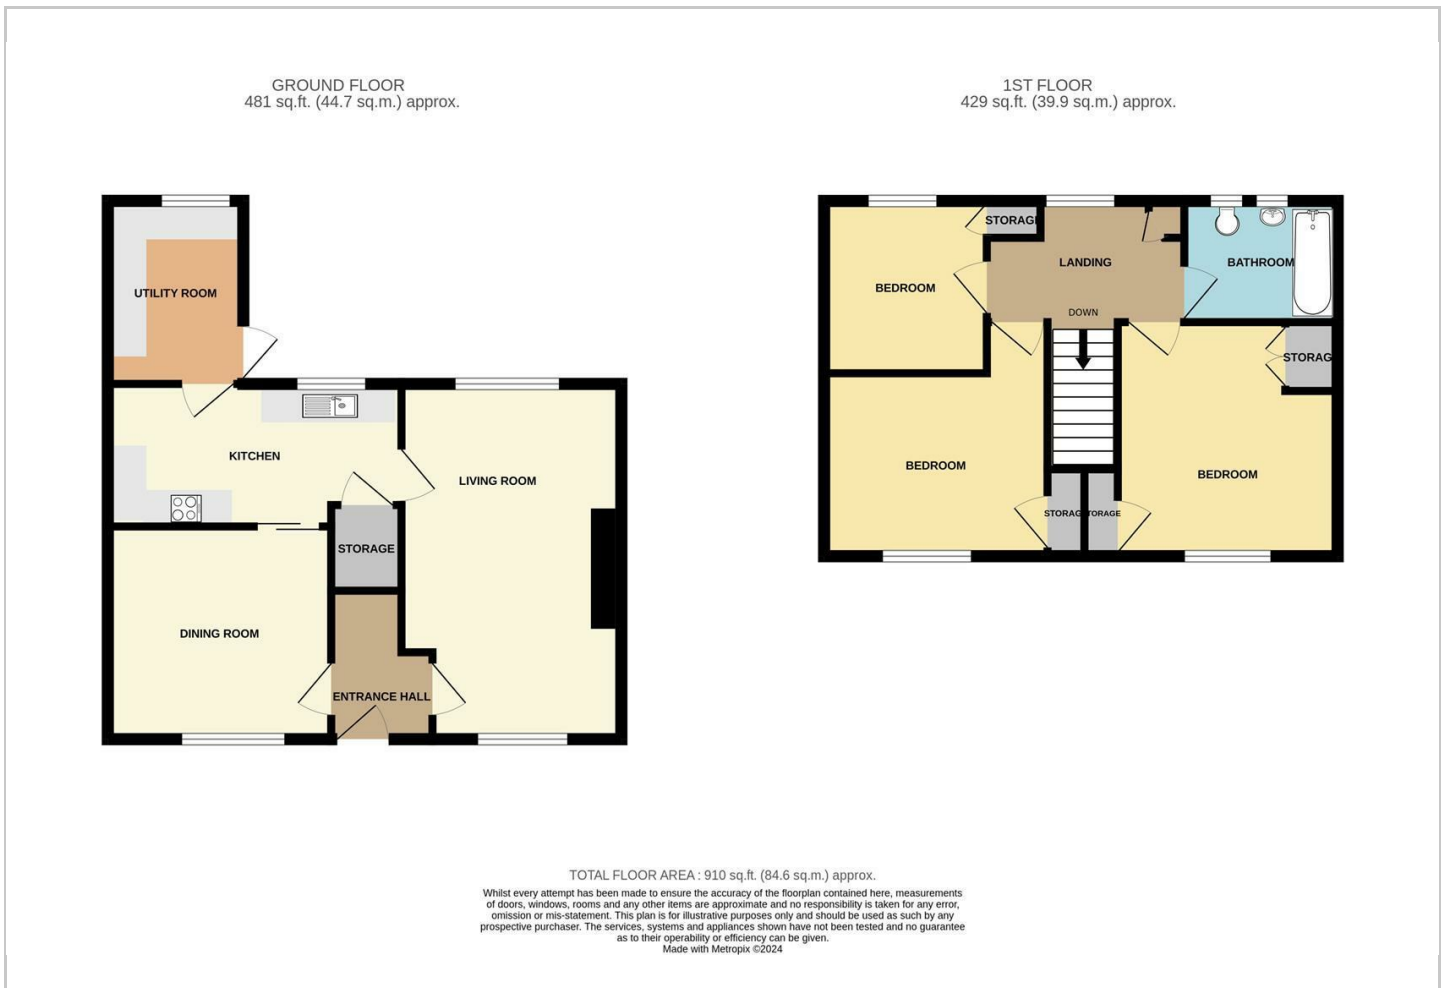 GROUND FLOOR
481 sq.ft. (44.7 sq.m.) approx.
1ST FLOOR
429 sq.ft. (39.9 sq.m.) approx.
UTILITY ROOM
KITCHEN
LIVING ROOM
STORAGE
DINING ROOM
ENTRANCE HALL
STORAGE
LANDING
BATHROOM
BEDROOM
DOWN
STORAG
BEDROOM
BEDROOM
STORAG
TORAGE
TOTAL FLOOR AREA : 910 sq.ft. (84.6 sq.m.) approx.
Whilst every attempt has been made to ensure the accuracy of the floorplan contained here, measurements
of doors, windows, rooms and any other items are approximate and no responsibility is taken for any error,
omission or mis-statement. This plan is for illustrative purposes only and should be used as such by any
prospective purchaser. The services, systems and appliances shown have not been tested and no guarantee
as to their operability or efficiency can be given.
Made with Metropix ©2024